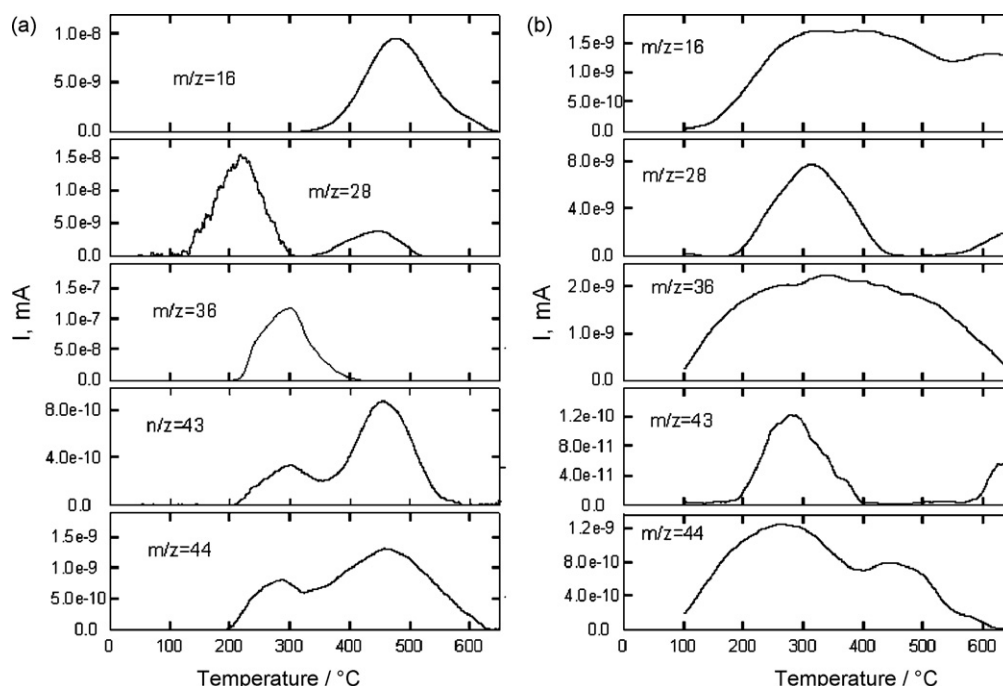 (a)
1.0e-8
5.0e-9
0.0
m/z=16
1.5e-8
1.0e-8
5.0e-9
0.0
m/z=28
1.5e-7
1.0e-7
5.0e-8
0.0
m/z=36
8.0e-10
4.0e-10
0.0
n/z=43
1.5e-9
1.0e-9
5.0e-10
0.0
m/z=44
0 100 200 300 400 500 600
Temperature / °C
I, mA
(b)
1.5e-9
1.0e-9
5.0e-10
0.0
m/z=16
8.0e-9
4.0e-9
0.0
m/z=28
2.0e-9
1.0e-9
0.0
m/z=36
1.2e-10
8.0e-11
4.0e-11
0.0
m/z=43
1.2e-9
8.0e-10
4.0e-10
0.0
m/z=44
0 100 200 300 400 500 600
Temperature / °C
I, mA